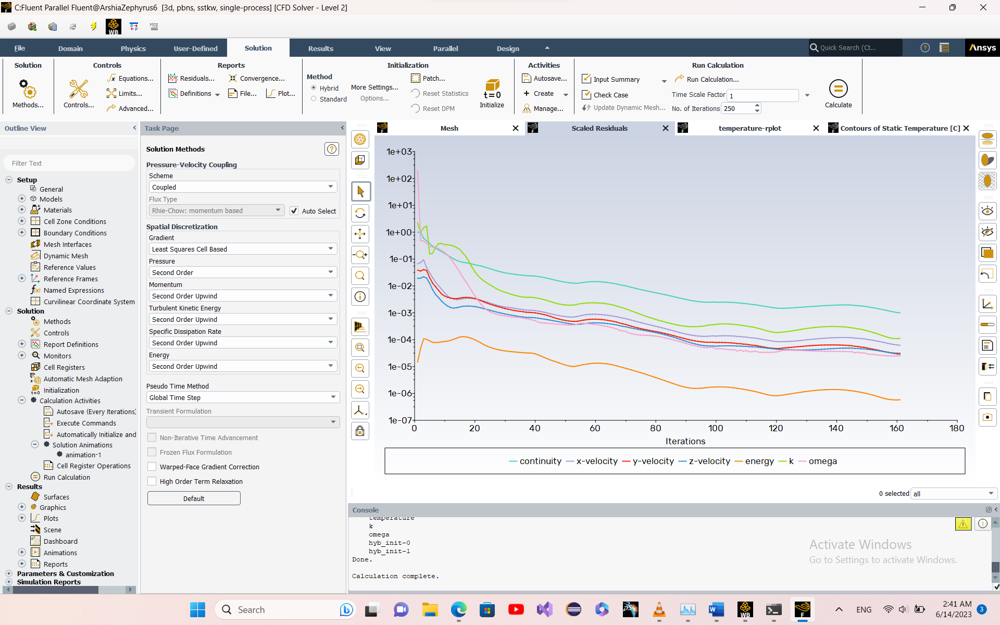 C:Fluent Parallel Fluent@ArshiaZephyrus6 [3d, pbns, sstkw, single-process] [CFD Solver - Level 2]
WB
File Domain Physics User-Defined Solution Results View Parallel Design Quick Search (Ct... Ansys
Solution
Methods...
Controls
Controls...
Equations...
Limits...
Advanced...
Reports
Residuals...
Convergence...
Definitions
File...
Plot...
Initialization
Method
Hybrid
Standard
More Settings...
Options...
Patch...
Reset Statistics
Reset DPM
t=0
Initialize
Activities
Autosave...
Create
Manage...
Run Calculation
Input Summary
Check Case
Update Dynamic Mesh...
Run Calculation...
Time Scale Factor 1
No. of Iterations 250
Calculate
Outline View
Filter Text
Setup
General
Models
Materials
Cell Zone Conditions
Boundary Conditions
Mesh Interfaces
Dynamic Mesh
Reference Values
Reference Frames
Named Expressions
Curvilinear Coordinate System
Solution
Methods
Controls
Report Definitions
Monitors
Cell Registers
Automatic Mesh Adaption
Initialization
Calculation Activities
Autosave (Every Iterations)
Execute Commands
Automatically Initialize and
Solution Animations
animation-1
Cell Register Operations
Run Calculation
Results
Surfaces
Graphics
Plots
Scene
Dashboard
Animations
Reports
Parameters & Customization
Simulation Reports
Task Page
Solution Methods
Pressure-Velocity Coupling
Scheme
Coupled
Flux Type
Rhie-Chow: momentum based
Auto Select
Spatial Discretization
Gradient
Least Squares Cell Based
Pressure
Second Order
Momentum
Second Order Upwind
Turbulent Kinetic Energy
Second Order Upwind
Specific Dissipation Rate
Second Order Upwind
Energy
Second Order Upwind
Pseudo Time Method
Global Time Step
Transient Formulation
Non-Iterative Time Advancement
Frozen Flux Formulation
Warped-Face Gradient Correction
High Order Term Relaxation
Default
Mesh
Scaled Residuals
temperature-rplot
Contours of Static Temperature [C]
1e+03
1e+02
1e+01
1e+00
1e-01
1e-02
1e-03
1e-04
1e-05
1e-06
1e-07
0 20 40 60 80 100 120 140 160 180
Iterations
continuity x-velocity y-velocity z-velocity energy k omega
0 selected all
Console
temperature
k
omega
hyb_init-0
hyb_init-1
Done.
Calculation complete.
Activate Windows
Go to Settings to activate Windows.
Search
WB
F
ENG
2:41 AM
6/14/2023
3